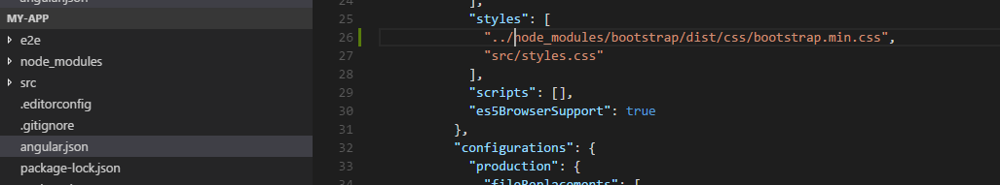 angular.json
MY-APP
e2e
node_modules
src
.editorconfig
.gitignore
angular.json
package-lock.json
24 ],
25 "styles": [
26 "../node_modules/bootstrap/dist/css/bootstrap.min.css",
27 "src/styles.css"
28 ],
29 "scripts": [],
30 "es5BrowserSupport": true
31 },
32 "configurations": {
33 "production": {
34 "fileReplacements": [